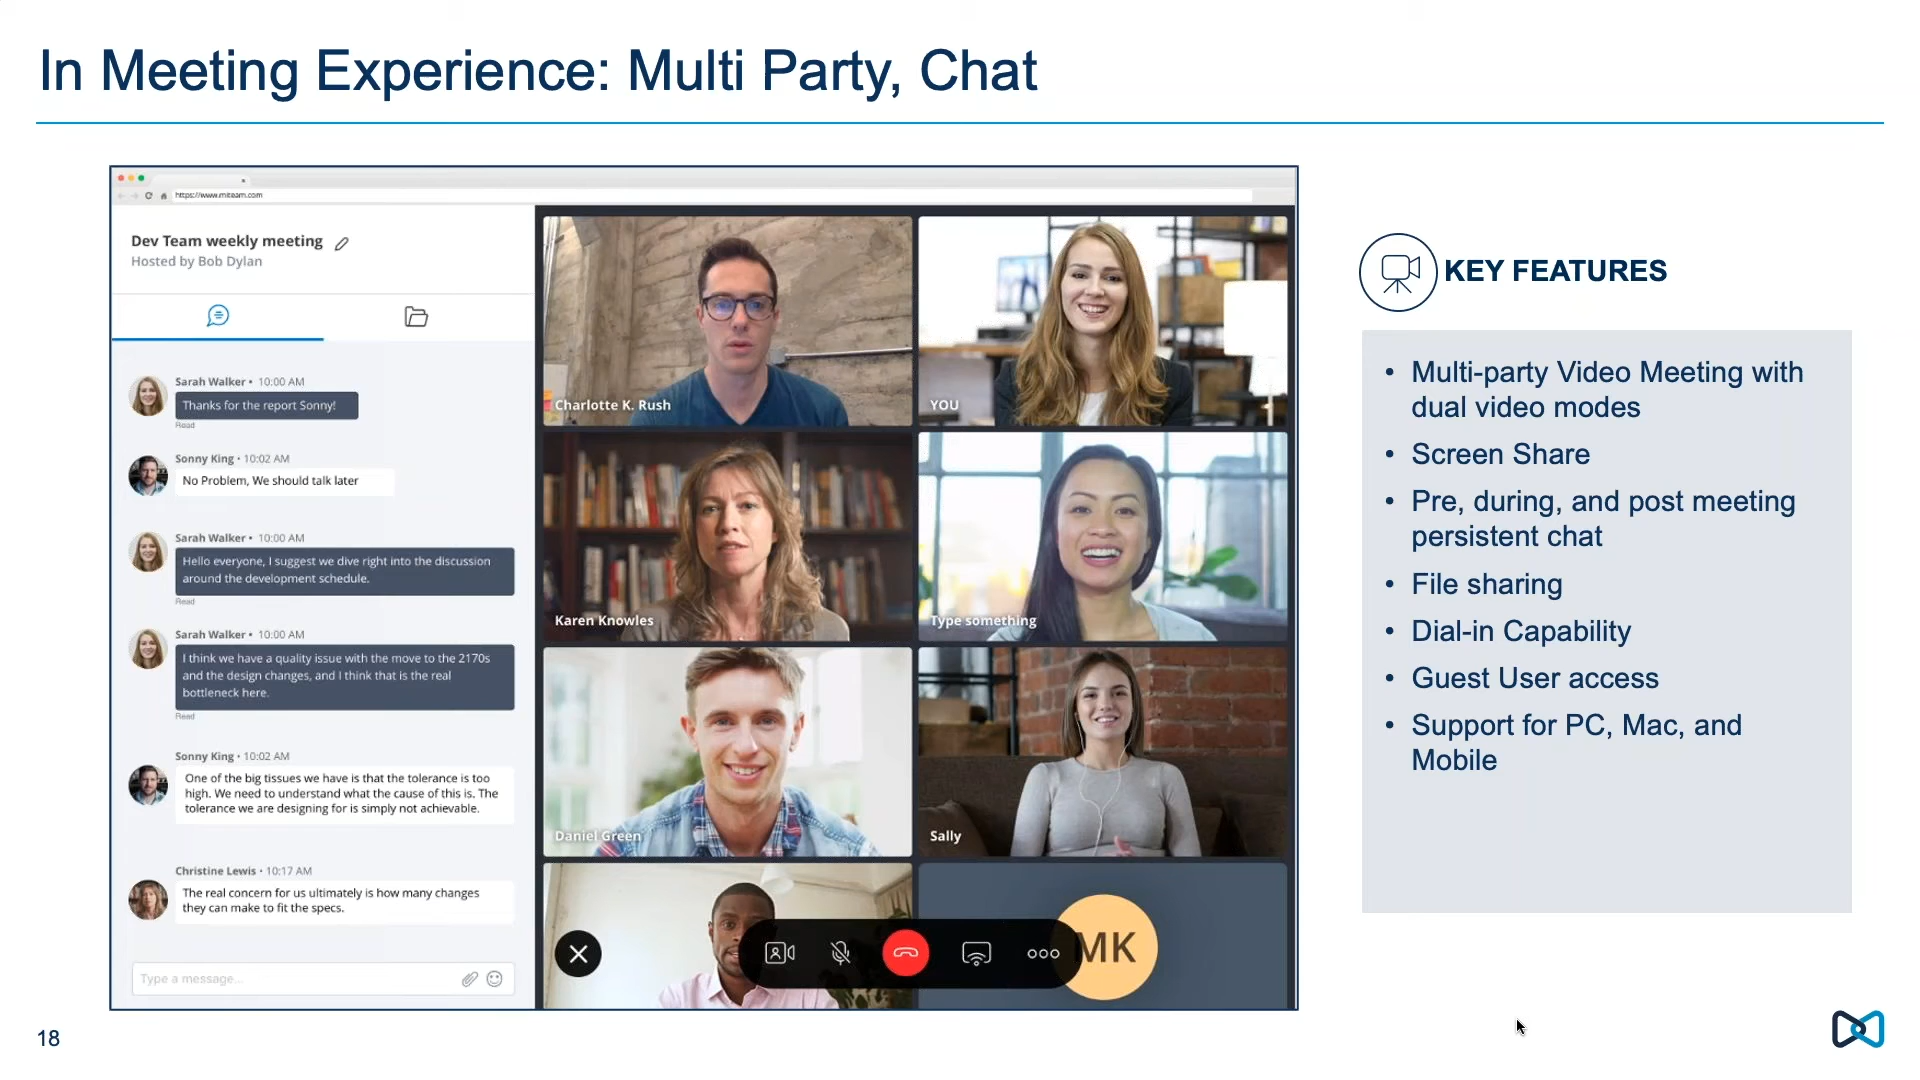 In Meeting Experience: Multi Party, Chat
https://www.miteam.com
Dev Team weekly meeting
Hosted by Bob Dylan
Sarah Walker • 10:00 AM
Thanks for the report Sonny!
Read
Sonny King • 10:02 AM
No Problem, We should talk later
Sarah Walker • 10:00 AM
Hello everyone, I suggest we dive right into the discussion
around the development schedule.
Read
Sarah Walker • 10:00 AM
I think we have a quality issue with the move to the 2170s
and the design changes, and I think that is the real
bottleneck here.
Read
Sonny King • 10:02 AM
One of the big tissues we have is that the tolerance is too
high. We need to understand what the cause of this is. The
tolerance we are designing for is simply not achievable.
Christine Lewis • 10:17 AM
The real concern for us ultimately is how many changes
they can make to fit the specs.
Type a message...
Charlotte K. Rush
YOU
Karen Knowles
Type something
Daniel Green
Sally
MK
KEY FEATURES
• Multi-party Video Meeting with
dual video modes
• Screen Share
• Pre, during, and post meeting
persistent chat
• File sharing
• Dial-in Capability
• Guest User access
• Support for PC, Mac, and
Mobile
18